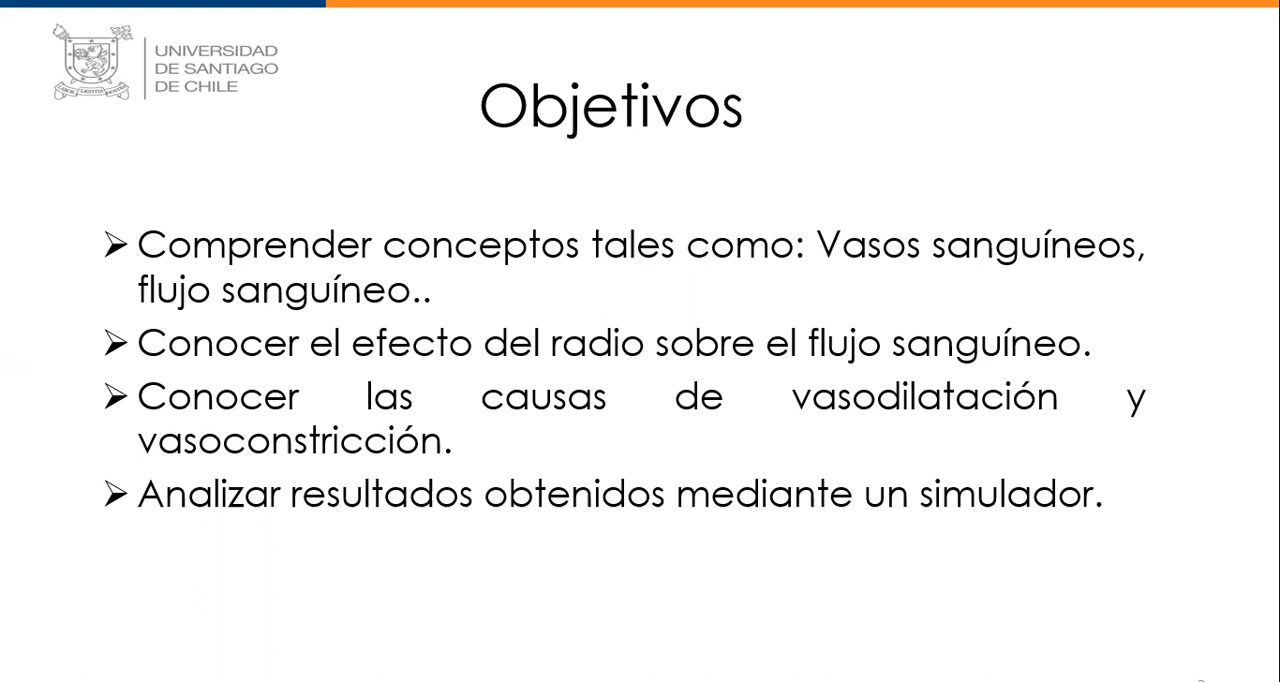 UNIVERSIDAD
DE SANTIAGO
DE CHILE
Objetivos
Comprender conceptos tales como: Vasos sanguíneos,
flujo sanguíneo..
Conocer el efecto del radio sobre el flujo sanguíneo.
Conocer las causas de vasodilatación y
vasoconstricción.
Analizar resultados obtenidos mediante un simulador.